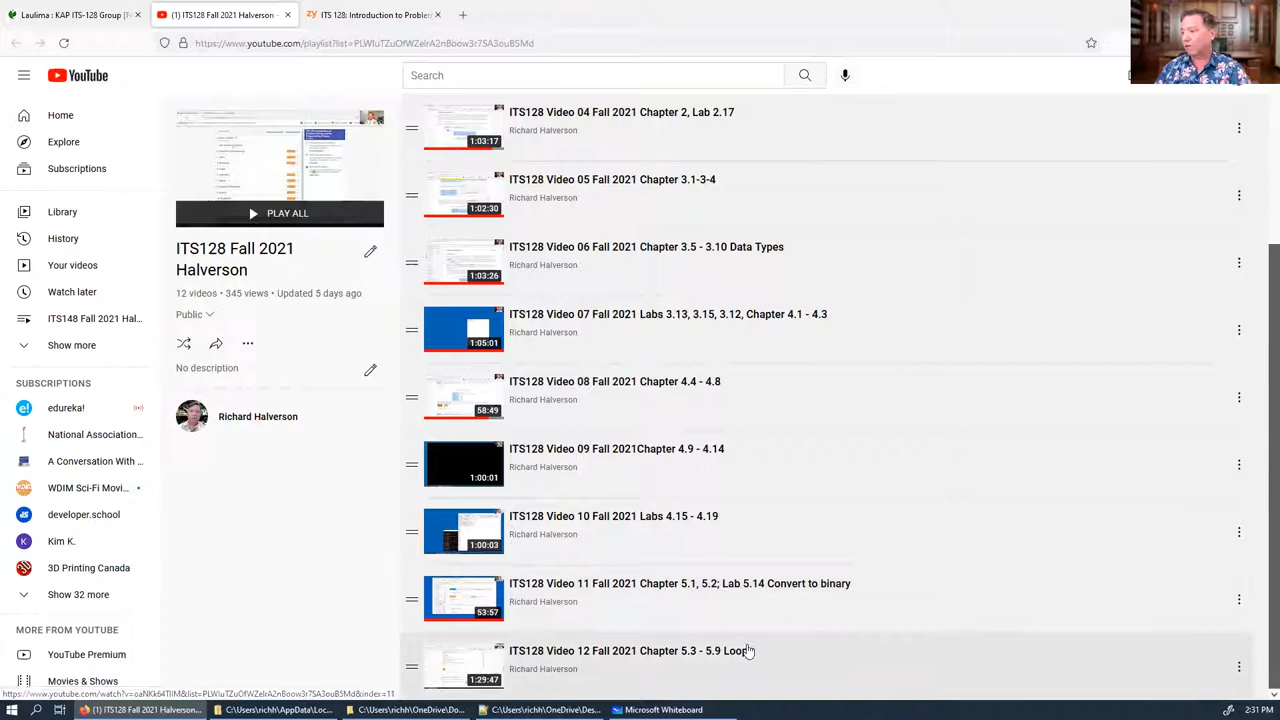 Laulima : KAP ITS-128 Group [F
(1) ITS128 Fall 2021 Halverson -
ITS 128: Introduction to Problem
https://www.youtube.com/playlist?list=PLWIuTZuOfWZelrA2nBoow3r7SA3ouB5Md
YouTube
Search
Home
Explore
Subscriptions
Library
History
Your videos
Watch later
ITS148 Fall 2021 Hal...
Show more
SUBSCRIPTIONS
edureka!
National Association...
A Conversation With ...
WDIM Sci-Fi Movi...
developer.school
Kim K.
3D Printing Canada
Show 32 more
MORE FROM YOUTUBE
YouTube Premium
Movies & Shows
PLAY ALL
ITS128 Fall 2021
Halverson
12 videos • 345 views • Updated 5 days ago
Public
No description
Richard Halverson
ITS128 Video 04 Fall 2021 Chapter 2, Lab 2.17
Richard Halverson
1:03:17
ITS128 Video 05 Fall 2021 Chapter 3.1-3.5
Richard Halverson
1:02:30
ITS128 Video 06 Fall 2021 Chapter 3.5 - 3.10 Data Types
Richard Halverson
1:03:26
ITS128 Video 07 Fall 2021 Labs 3.13, 3.15, 3.12, Chapter 4.1 - 4.3
Richard Halverson
1:05:01
ITS128 Video 08 Fall 2021 Chapter 4.4 - 4.8
Richard Halverson
58:49
ITS128 Video 09 Fall 2021Chapter 4.9 - 4.14
Richard Halverson
1:00:01
ITS128 Video 10 Fall 2021 Labs 4.15 - 4.19
Richard Halverson
1:00:03
ITS128 Video 11 Fall 2021 Chapter 5.1, 5.2; Lab 5.14 Convert to binary
Richard Halverson
53:57
ITS128 Video 12 Fall 2021 Chapter 5.3 - 5.9 Loop
Richard Halverson
1:29:47
(1) ITS128 Fall 2021 Halverson...
C:\Users\richh\AppData\Loc...
C:\Users\richh\OneDrive\Do...
C:\Users\richh\OneDrive\Des...
Microsoft Whiteboard
2:31 PM